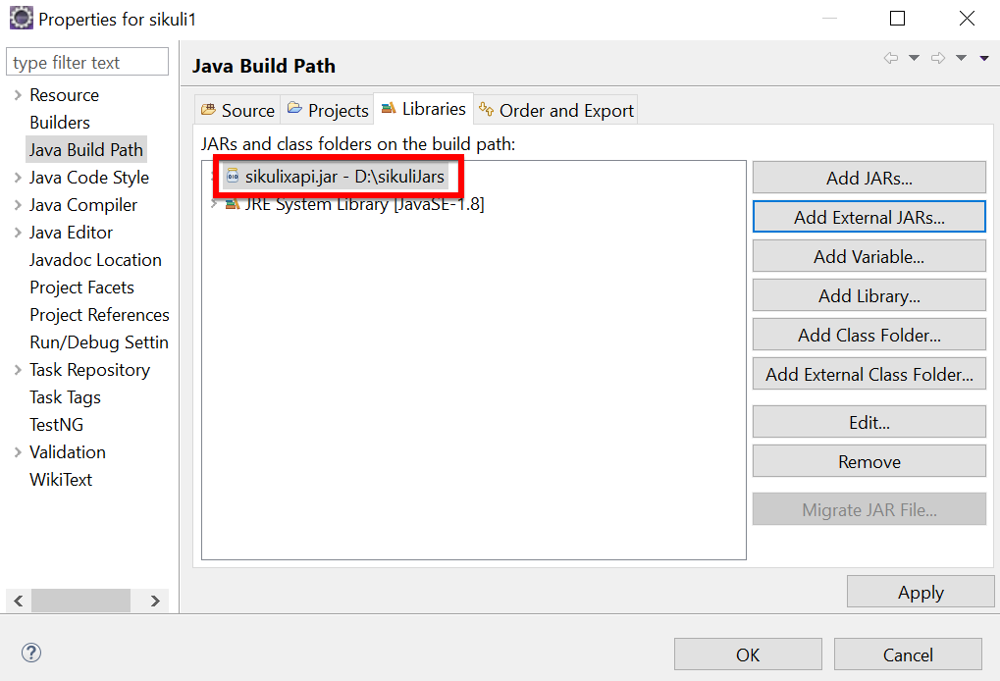 Properties for sikuli1
type filter text
Resource
Builders
Java Build Path
Java Code Style
Java Compiler
Java Editor
Javadoc Location
Project Facets
Project References
Run/Debug Settin
Task Repository
Task Tags
TestNG
Validation
WikiText
Java Build Path
Source
Projects
Libraries
Order and Export
JARs and class folders on the build path:
sikulixapi.jar - D:\sikuliJars
JRE System Library [JavaSE-1.8]
Add JARs...
Add External JARs...
Add Variable...
Add Library...
Add Class Folder...
Add External Class Folder...
Edit...
Remove
Migrate JAR File...
Apply
OK
Cancel